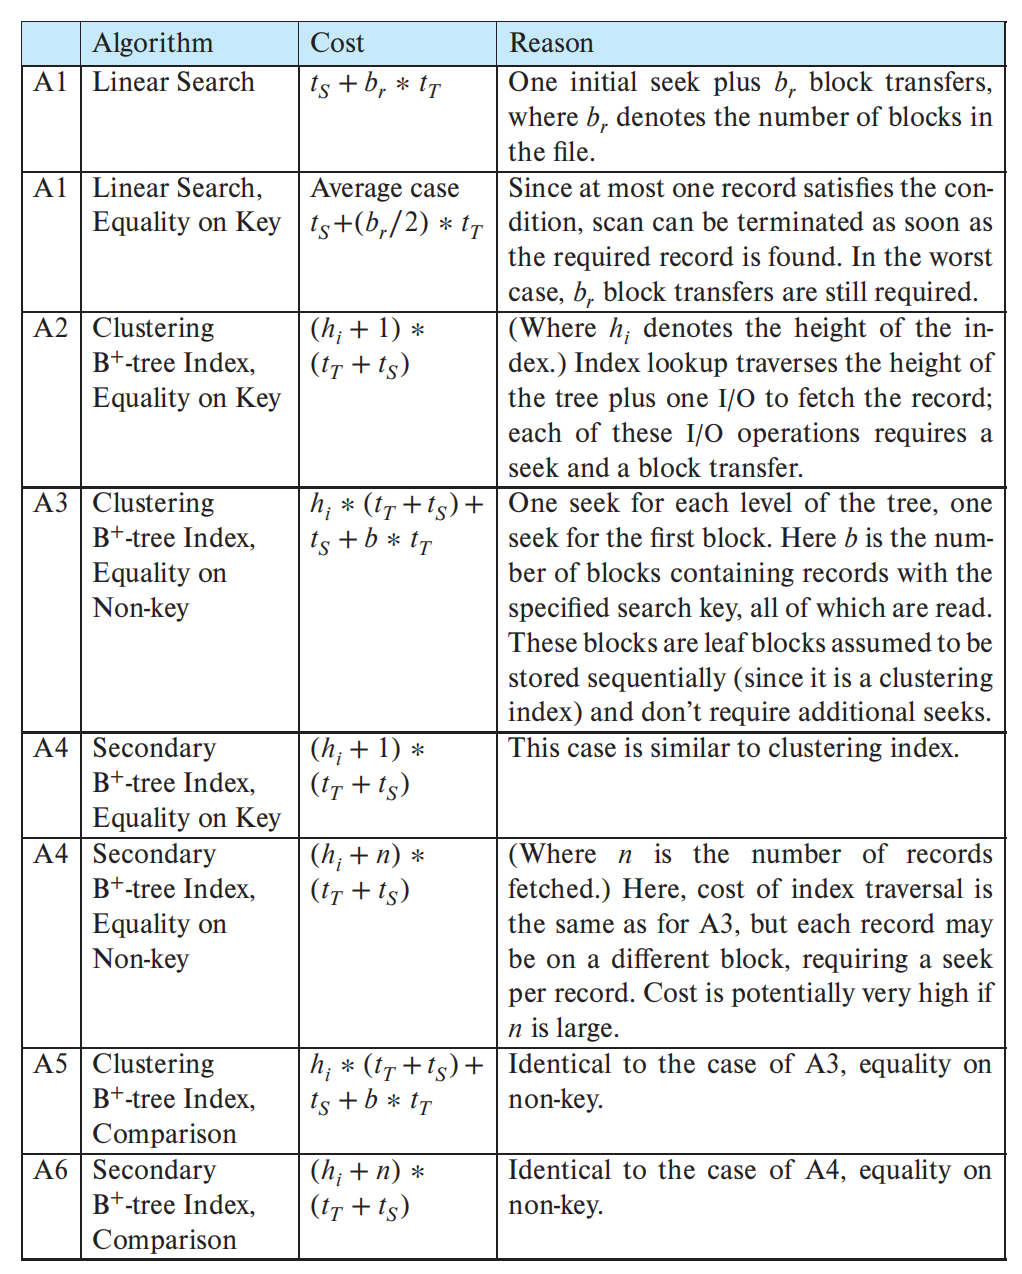 Algorithm Cost Reason
A1 Linear Search t_S + b_r * t_T One initial seek plus b_r block transfers,
where b_r denotes the number of blocks in
the file.
A1 Linear Search, Average case Since at most one record satisfies the con-
Equality on Key t_S+(b_r/2) * t_T dition, scan can be terminated as soon as
the required record is found. In the worst
case, b_r block transfers are still required.
A2 Clustering (h_i + 1) * (Where h_i denotes the height of the in-
B+-tree Index, (t_T + t_S) dex.) Index lookup traverses the height of
Equality on Key the tree plus one I/O to fetch the record;
each of these I/O operations requires a
seek and a block transfer.
A3 Clustering h_i * (t_T + t_S) + One seek for each level of the tree, one
B+-tree Index, t_S + b * t_T seek for the first block. Here b is the num-
Equality on ber of blocks containing records with the
Non-key specified search key, all of which are read.
These blocks are leaf blocks assumed to be
stored sequentially (since it is a clustering
index) and don't require additional seeks.
A4 Secondary (h_i + 1) * This case is similar to clustering index.
B+-tree Index, (t_T + t_S)
Equality on Key
A4 Secondary (h_i + n) * (Where n is the number of records
B+-tree Index, (t_T + t_S) fetched.) Here, cost of index traversal is
Equality on the same as for A3, but each record may
Non-key be on a different block, requiring a seek
per record. Cost is potentially very high if
n is large.
A5 Clustering h_i * (t_T + t_S) + Identical to the case of A3, equality on
B+-tree Index, t_S + b * t_T non-key.
Comparison
A6 Secondary (h_i + n) * Identical to the case of A4, equality on
B+-tree Index, (t_T + t_S) non-key.
Comparison